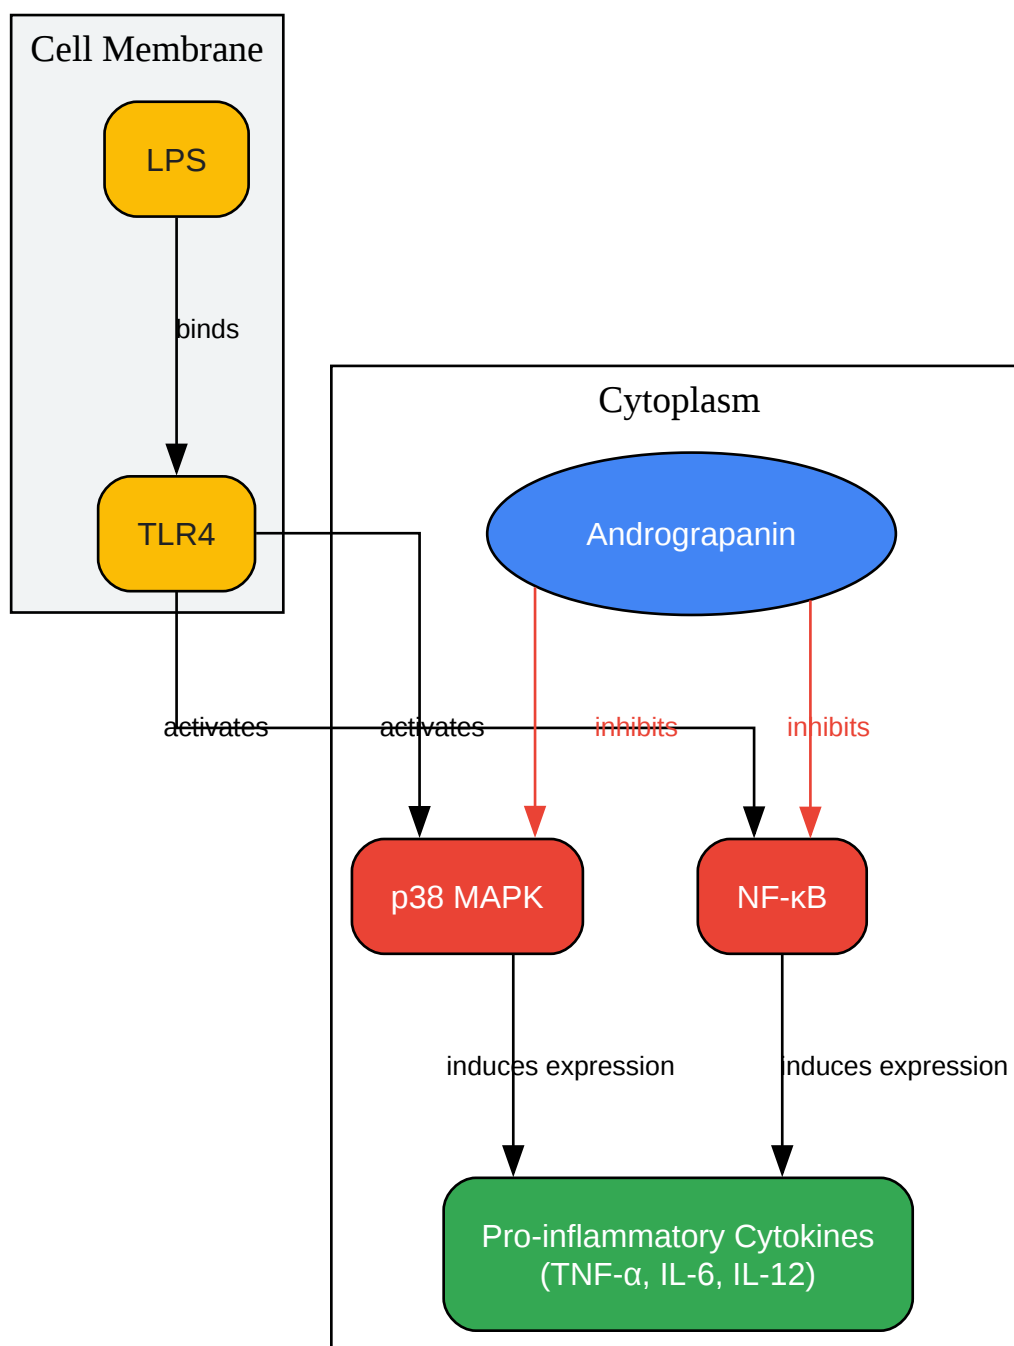 Cell Membrane
LPS
binds
Cytoplasm
TLR4
Andrograpanin
activates
activates
inhibits
inhibits
p38 MAPK
NF-κB
induces expression
induces expression
Pro-inflammatory Cytokines
(TNF-α, IL-6, IL-12)